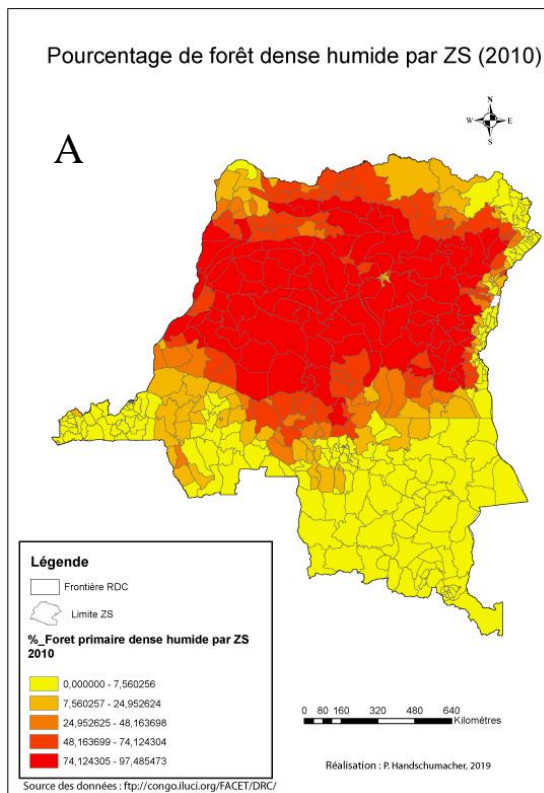 Pourcentage de forêt dense humide par ZS (2010)
N
W E
S
A
Légende
Frontière RDC
Limite ZS
%_Foret primaire dense humide par ZS
2010
0,000000 - 7,560256
7,560257 - 24,952624
24,952625 - 48,163698
48,163699 - 74,124304
74,124305 - 97,485473
0 80 160 320 480 640
Kilomètres
Réalisation : P. Handschumacher, 2019
Source des données : ftp://congo.iluci.org/FACET/DRC/